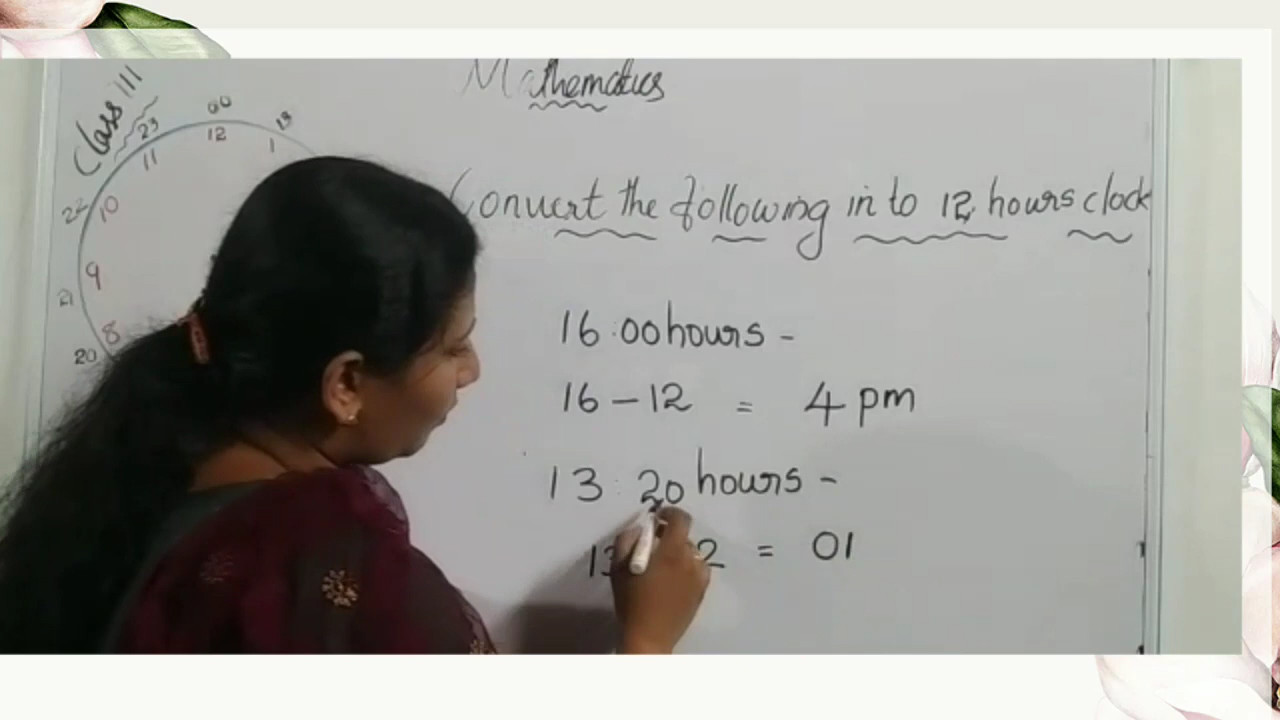 Mathematics
Class III
00
23 12 13
11 1
22 10
9
21
8
20
Convert the following in to 12 hours clock
16:00 hours -
16 - 12 = 4 pm
13:20 hours -
= 01